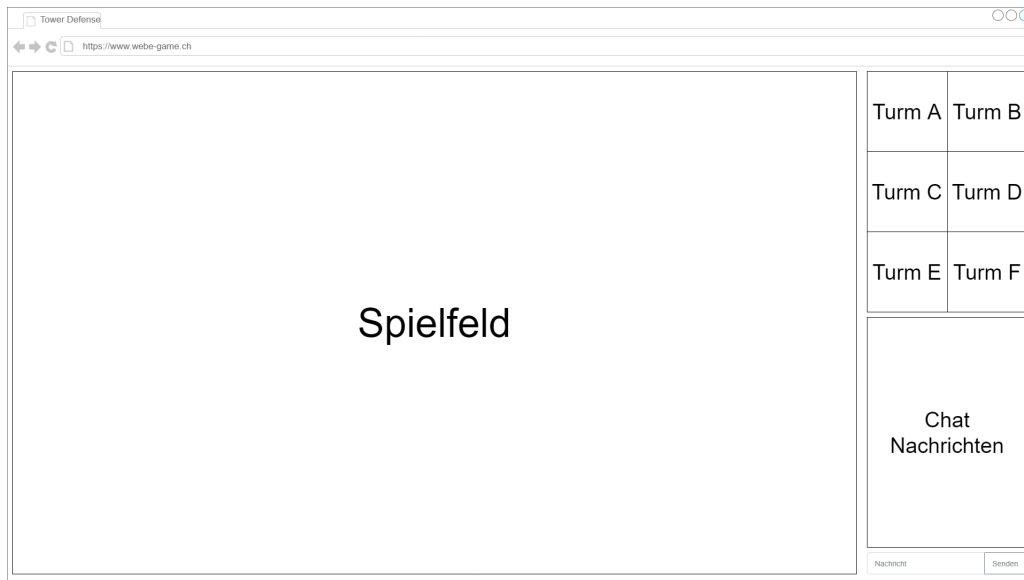 Tower Defense
https://www.webe-game.ch
Turm A
Turm B
Turm C
Turm D
Turm E
Turm F
Spielfeld
Chat
Nachrichten
Nachricht
Senden